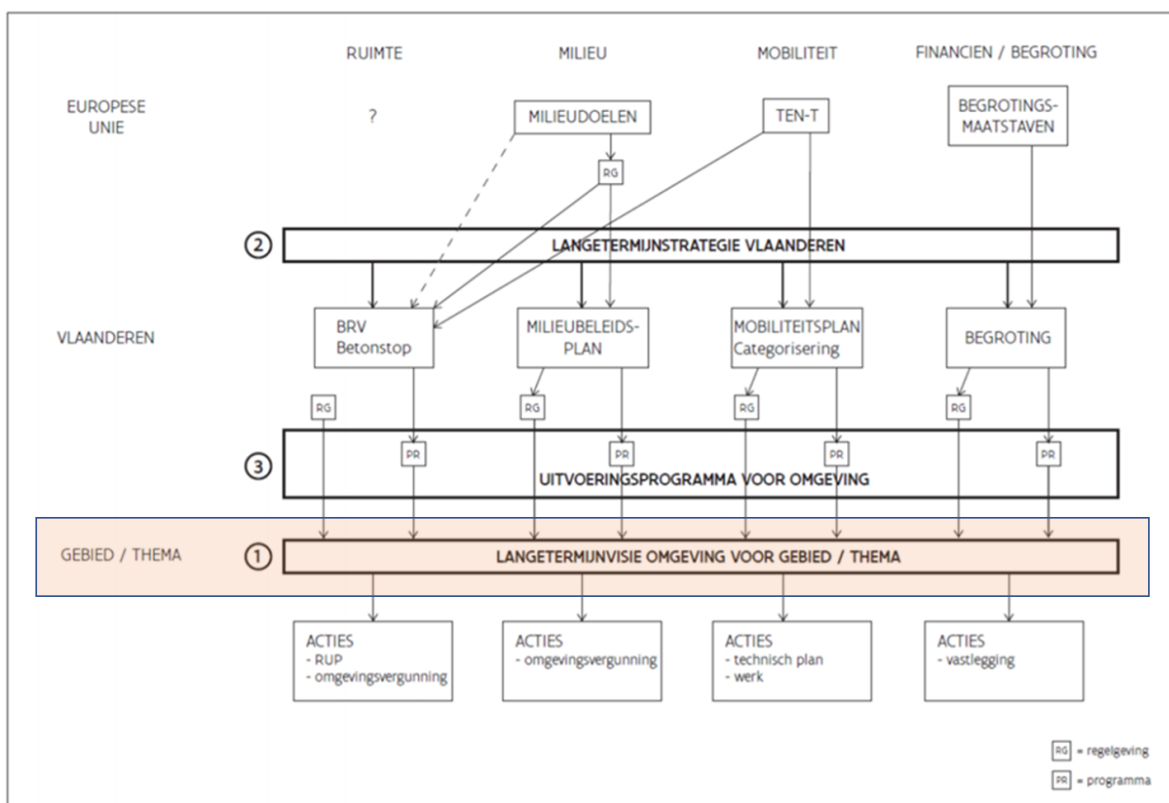 RUIMTE MILIEU MOBILITEIT FINANCIEN / BEGROTING
EUROPESE
UNIE
?
MILIEUDOELEN
TEN-T
BEGROTINGS-
MAATSTAVEN
RG
2 LANGETERMIJNSTRATEGIE VLAANDEREN
VLAANDEREN
BRV
Betonstop
MILIEUBELEIDS-
PLAN
MOBILITEITSPLAN
Categorisering
BEGROTING
RG RG RG RG
PR PR PR PR
3 UITVOERINGSPROGRAMMA VOOR OMGEVING
GEBIED / THEMA 1 LANGETERMIJNVISIE OMGEVING VOOR GEBIED / THEMA
ACTIES
- RUP
- omgevingsvergunning
ACTIES
- omgevingsvergunning
ACTIES
- technisch plan
- werk
ACTIES
- vastlegging
RG = regelgeving
PR = programma